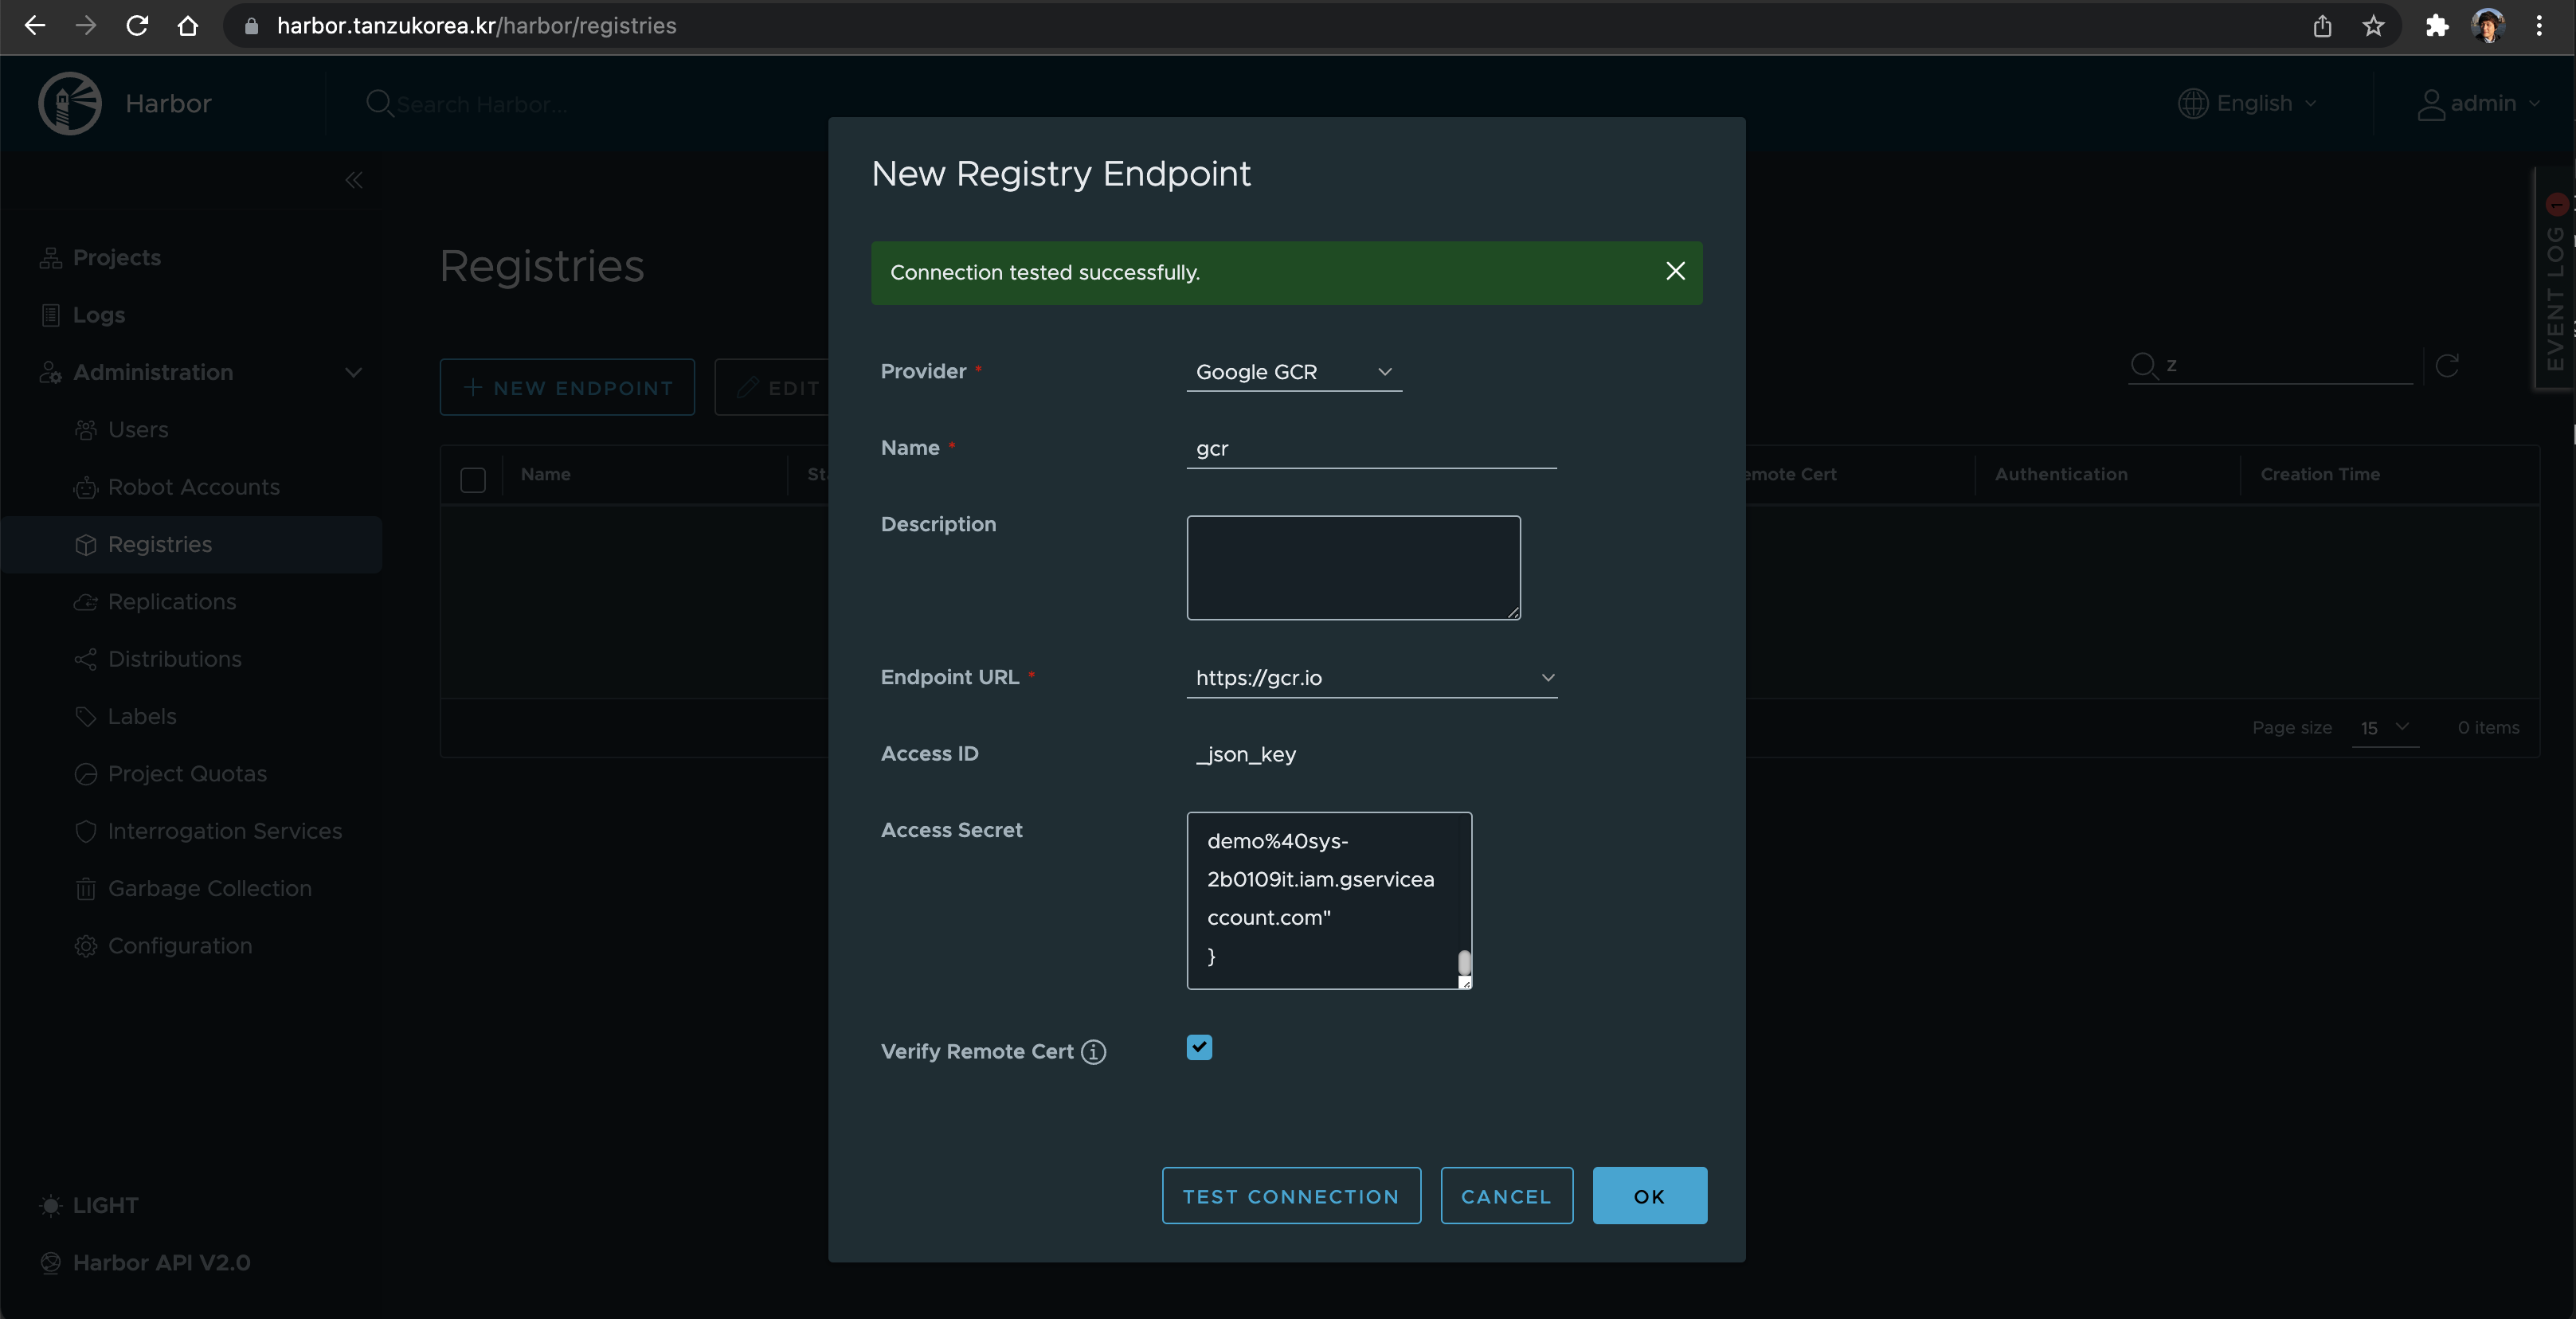 harbor.tanzukorea.kr/harbor/registries
Harbor
Search Harbor...
English
admin
Projects
Logs
Administration
Users
Robot Accounts
Registries
Replications
Distributions
Labels
Project Quotas
Interrogation Services
Garbage Collection
Configuration
LIGHT
Harbor API V2.0
Registries
NEW ENDPOINT
EDIT
z
Name
Sta
emote Cert
Authentication
Creation Time
Page size
15
0 items
EVENT LOG
1
New Registry Endpoint
Connection tested successfully.
Provider *
Google GCR
Name *
gcr
Description
Endpoint URL *
https://gcr.io
Access ID
_json_key
Access Secret
demo%40sys-
2b0109it.iam.gservicea
ccount.com"
}
Verify Remote Cert
TEST CONNECTION
CANCEL
OK